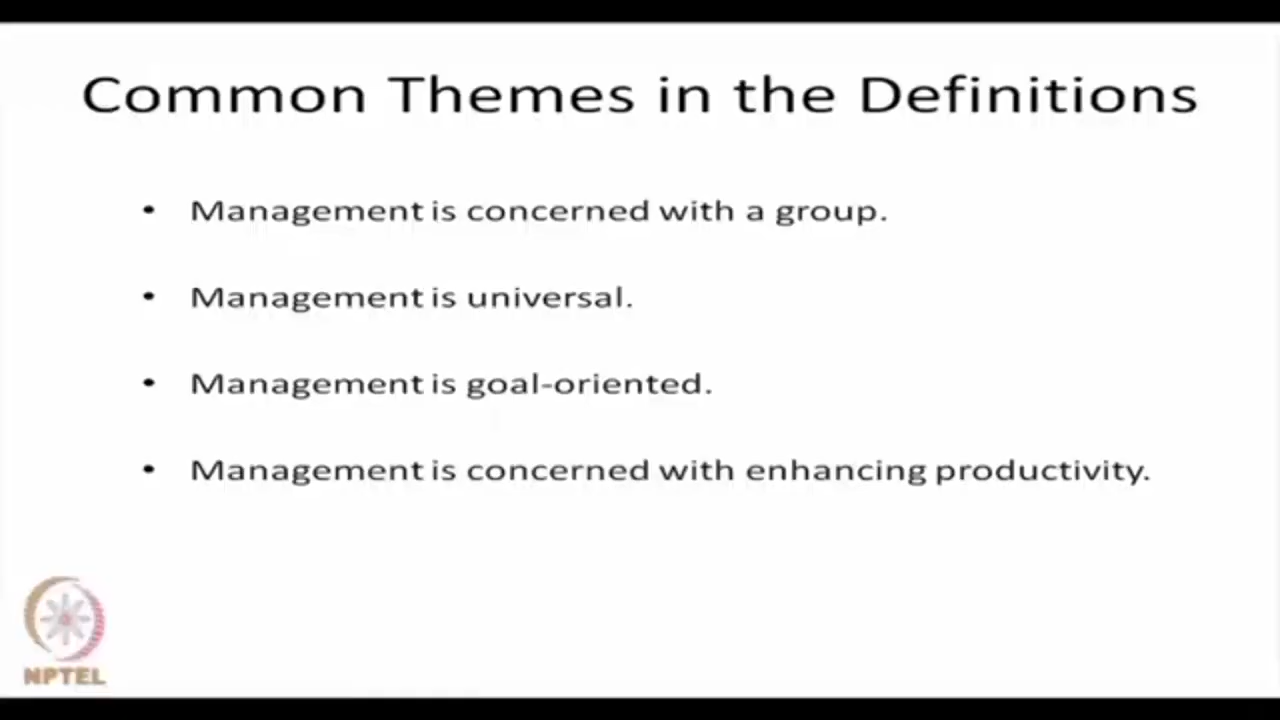 Common Themes in the Definitions
• Management is concerned with a group.
• Management is universal.
• Management is goal-oriented.
• Management is concerned with enhancing productivity.
NPTEL